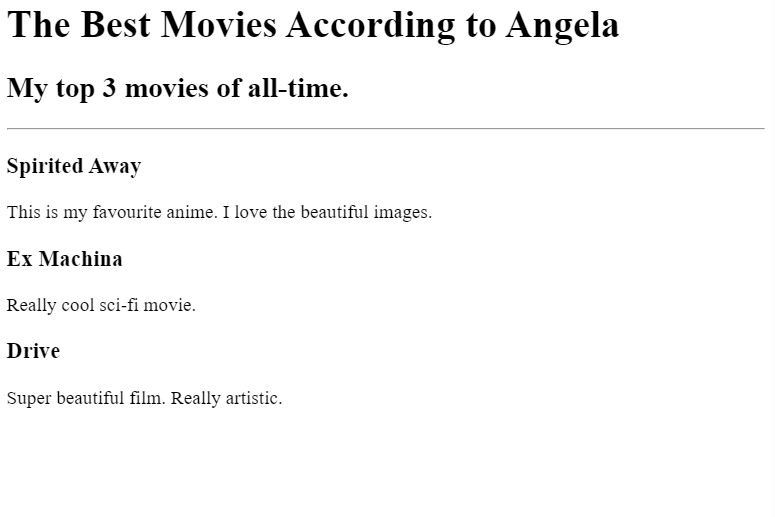 The Best Movies According to Angela
My top 3 movies of all-time.
Spirited Away
This is my favourite anime. I love the beautiful images.
Ex Machina
Really cool sci-fi movie.
Drive
Super beautiful film. Really artistic.